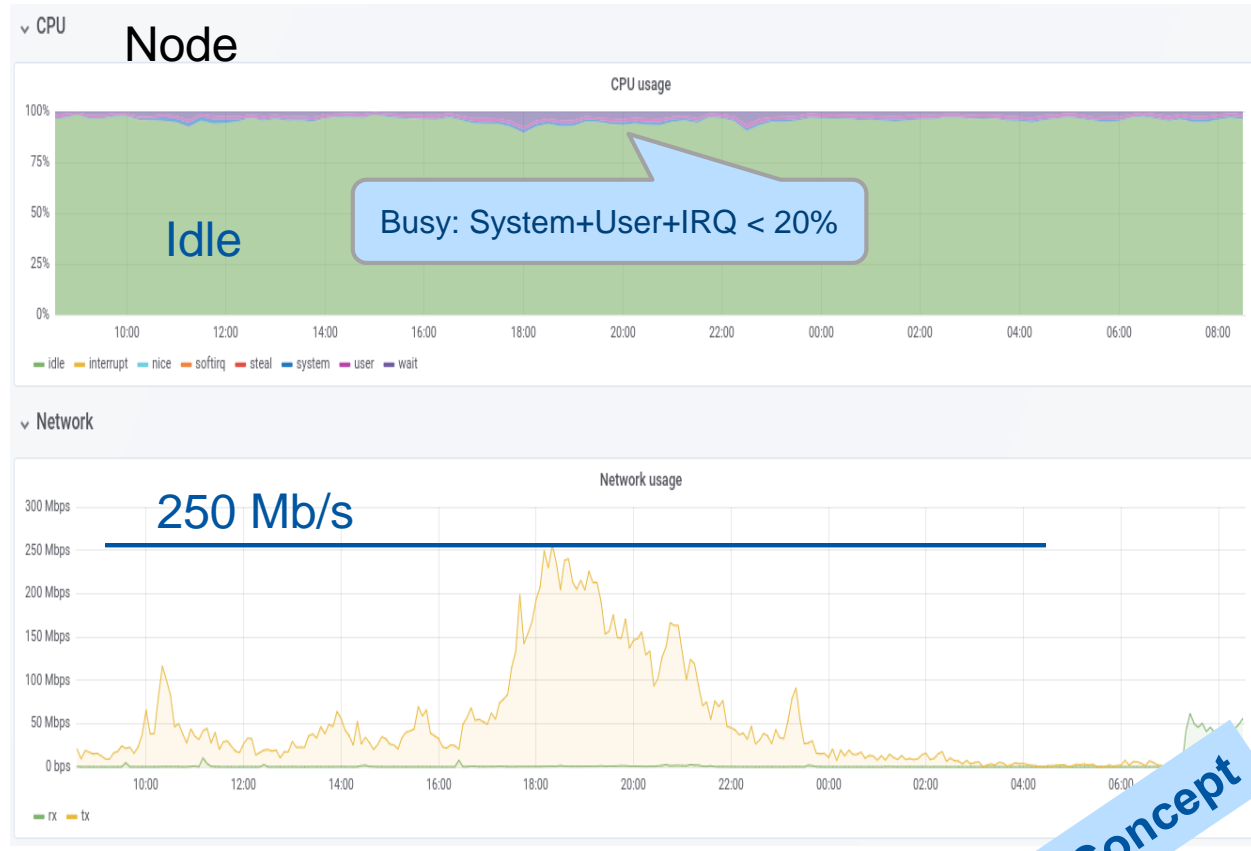 CPU
Node
CPU usage
100%
75%
50%
25%
0%
Idle
Busy: System+User+IRQ < 20%
10:00 12:00 14:00 16:00 18:00 20:00 22:00 00:00 02:00 04:00 06:00 08:00
idle interrupt nice softirq steal system user wait
Network
Network usage
250 Mb/s
300 Mbps
250 Mbps
200 Mbps
150 Mbps
100 Mbps
50 Mbps
0 bps
10:00 12:00 14:00 16:00 18:00 20:00 22:00 00:00 02:00 04:00 06:00
rx tx
Concept